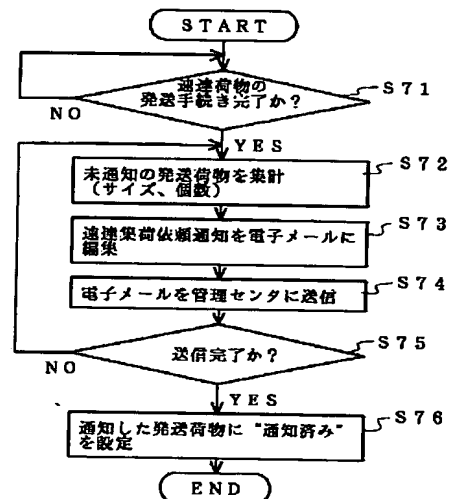 START
速達荷物の
発送手続き完了か？
S71
NO
YES
未通知の発送荷物を集計
（サイズ、個数）
S72
速達集荷依頼通知を電子メールに
編集
S73
電子メールを管理センタに送信
S74
送信完了か？
S75
NO
YES
通知した発送荷物に“通知済み”
を設定
S76
END